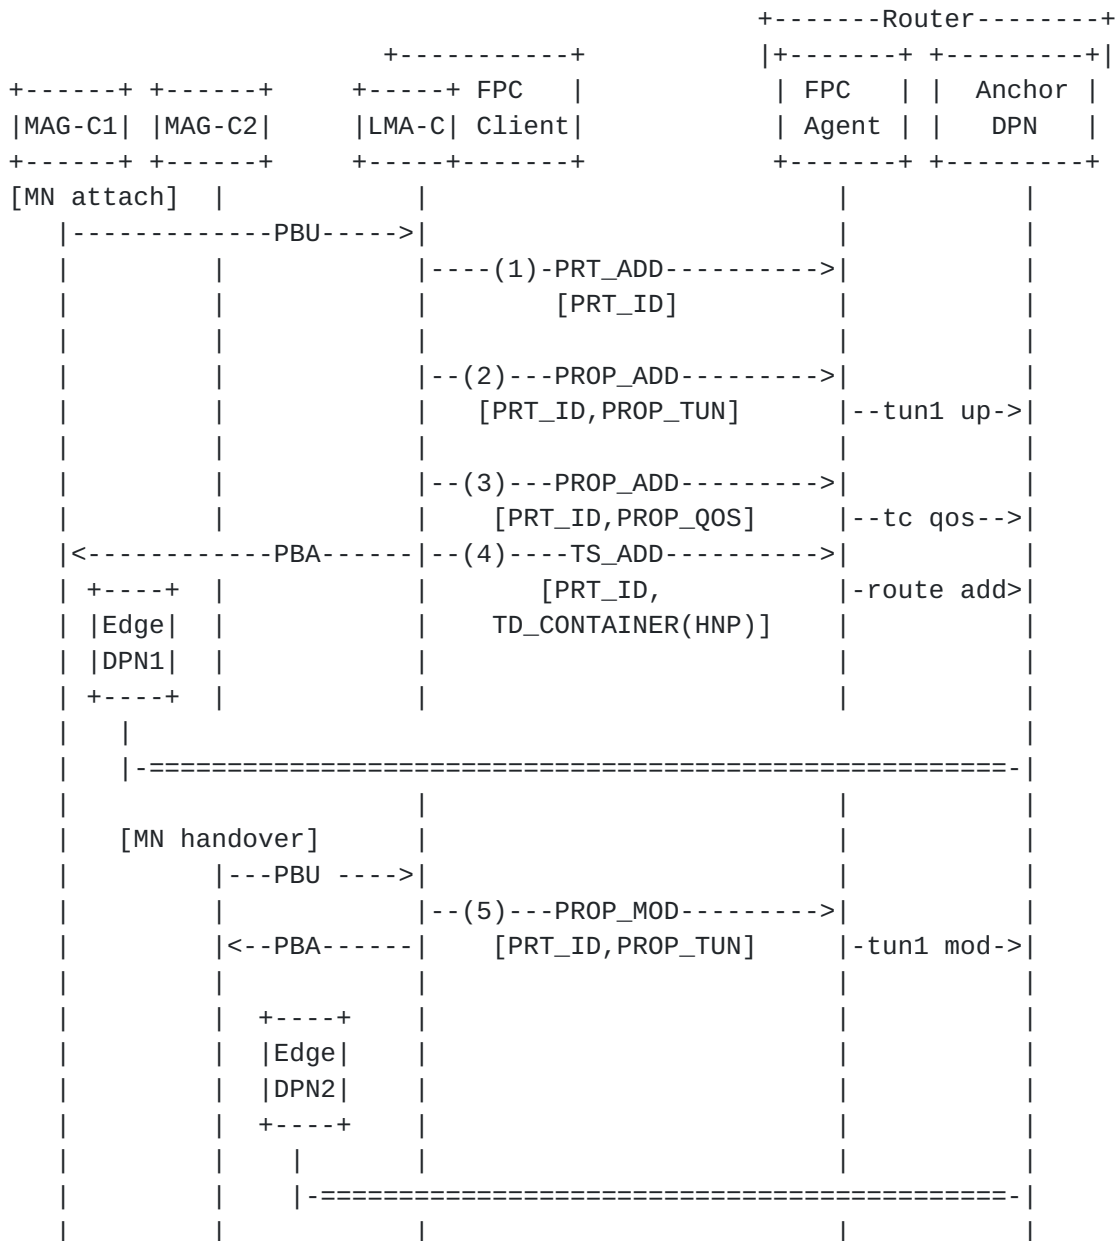 +-------Router--------+
+-----------+ |+-------+ +---------+|
+------+ +------+ +-----+ FPC | | FPC | | Anchor |
|MAG-C1| |MAG-C2| |LMA-C| Client| | Agent | | DPN |
+------+ +------+ +-----+-------+ +-------+ +---------+
[MN attach] | | | |
|-------------PBU----->| | |
| | |----(1)-PRT_ADD---------->| |
| | | [PRT_ID] | |
| | | | |
| | |--(2)---PROP_ADD--------->| |
| | | [PRT_ID,PROP_TUN] |--tun1 up->|
| | | | |
| | |--(3)---PROP_ADD--------->| |
| | | [PRT_ID,PROP_QOS] |--tc qos-->|
|<------------PBA------|--(4)----TS_ADD---------->| |
| +----+ | | [PRT_ID, |-route add>|
| |Edge| | | TD_CONTAINER(HNP)] | |
| |DPN1| | | | |
| +----+ | | | |
| | |
| |-=======================================================-|
| | | |
| [MN handover] | | |
| |---PBU ---->| | |
| | |--(5)---PROP_MOD--------->| |
| |<--PBA------| [PRT_ID,PROP_TUN] |-tun1 mod->|
| | | | |
| | +----+ | | |
| | |Edge| | | |
| | |DPN2| | | |
| | +----+ | | |
| | | | | |
| | |-============================================-|
| | | | |